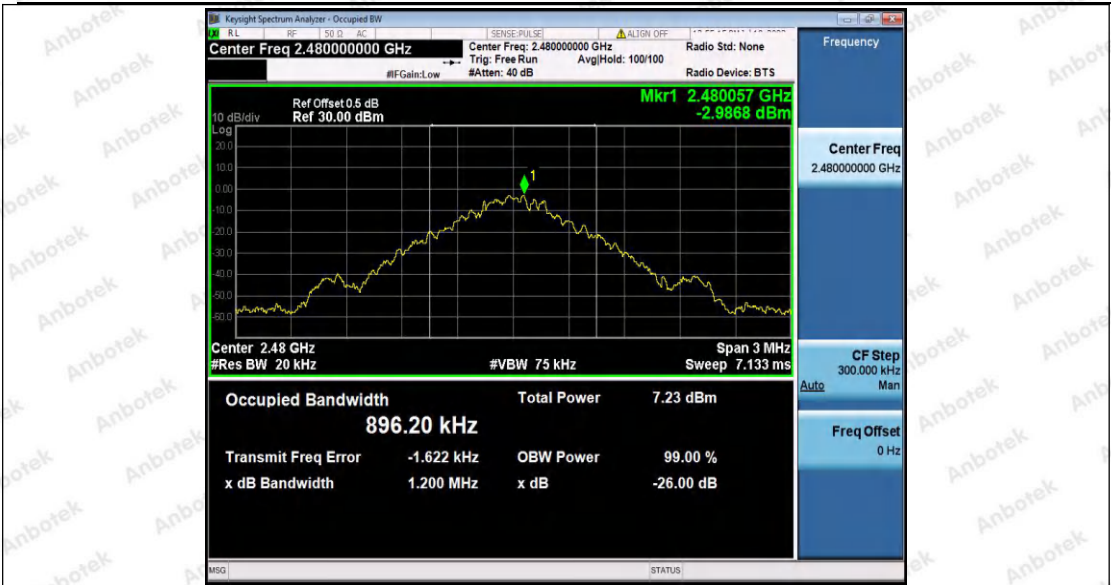 Keysight Spectrum Analyzer - Occupied BW
RL RF 50 Ω AC SENSE:PULSE ALIGN OFF
Center Freq 2.480000000 GHz
Center Freq: 2.480000000 GHz
Radio Std: None
Trig: Free Run Avg|Hold: 100/100
#IFGain:Low #Atten: 40 dB Radio Device: BTS
Ref Offset 0.5 dB
10 dB/div Ref 30.00 dBm
Mkr1 2.480057 GHz
-2.9868 dBm
Log
20.0
10.0
1
0.00
-10.0
-20.0
-30.0
-40.0
-50.0
-60.0
Center 2.48 GHz Span 3 MHz
#Res BW 20 kHz #VBW 75 kHz Sweep 7.133 ms
Occupied Bandwidth Total Power 7.23 dBm
896.20 kHz
Transmit Freq Error -1.622 kHz OBW Power 99.00 %
x dB Bandwidth 1.200 MHz x dB -26.00 dB
MSG STATUS
Frequency
Center Freq
2.480000000 GHz
CF Step
300.000 kHz
Auto Man
Freq Offset
0 Hz
Anbotek